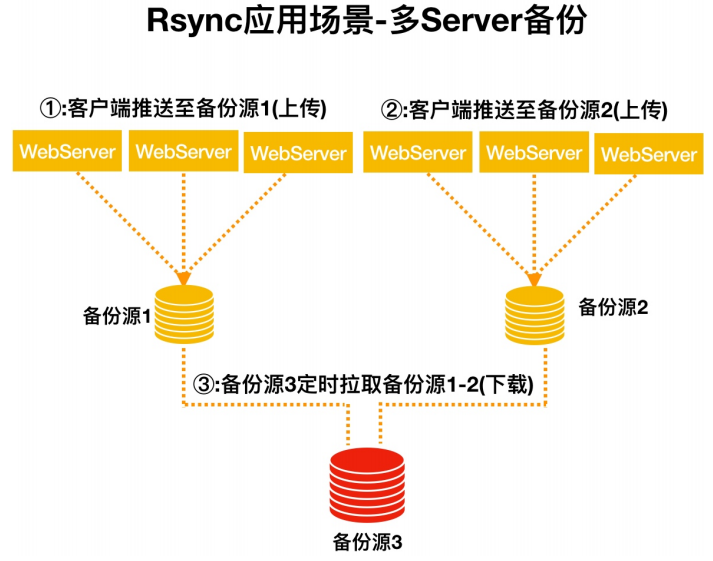 Rsync应用场景-多Server备份
①:客户端推送至备份源1(上传)
②:客户端推送至备份源2(上传)
WebServer
WebServer
WebServer
WebServer
WebServer
WebServer
备份源1
备份源2
③:备份源3定时拉取备份源1-2(下载)
备份源3